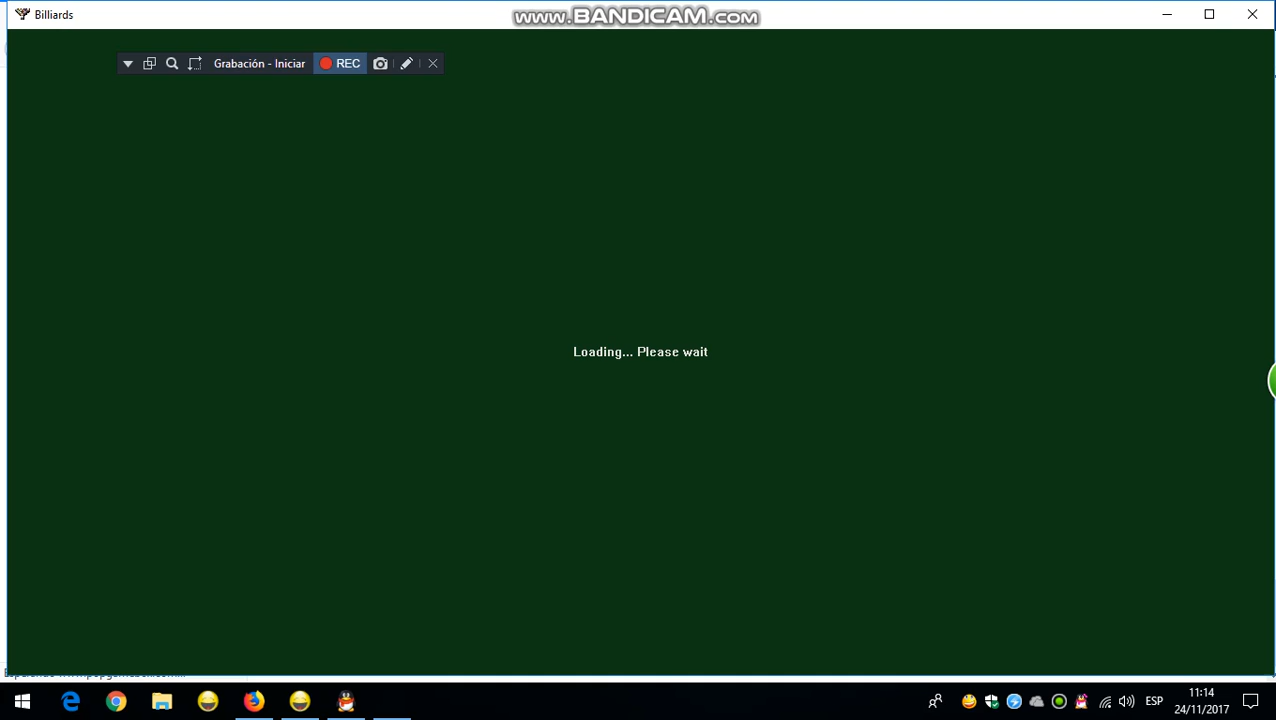 Billiards
www.BANDICAM.com
Grabación - Iniciar
REC
Loading... Please wait
ESP
11:14
24/11/2017